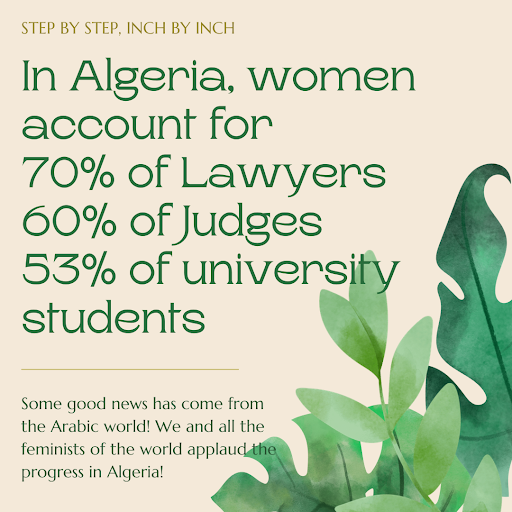 STEP BY STEP, INCH BY INCH
In Algeria, women
account for
70% of Lawyers
60% of Judges
53% of university
students
Some good news has come from
the Arabic world! We and all the
feminists of the world applaud the
progress in Algeria!